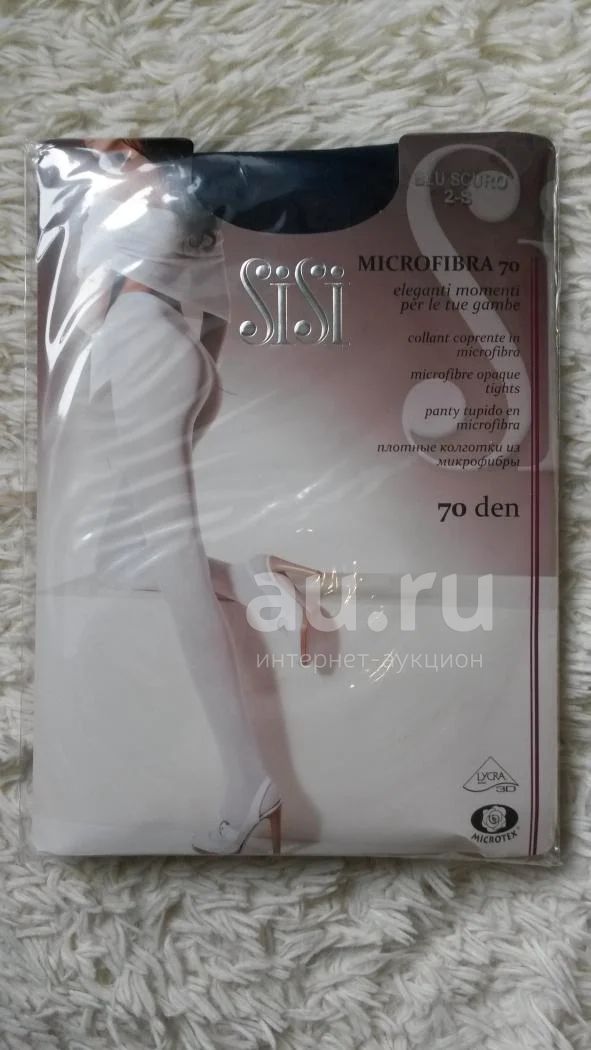 BLU SCURO
2-S
SiSi
MICROFIBRA 70
eleganti momenti
per le tue gambe
collant coprente in
microfibra
microfibre opaque
tights
panty tupido en
microfibra
плотные колготки из
микрофибры
70 den
au.ru
интернет-аукцион
LYCRA
3D
MICROTEX